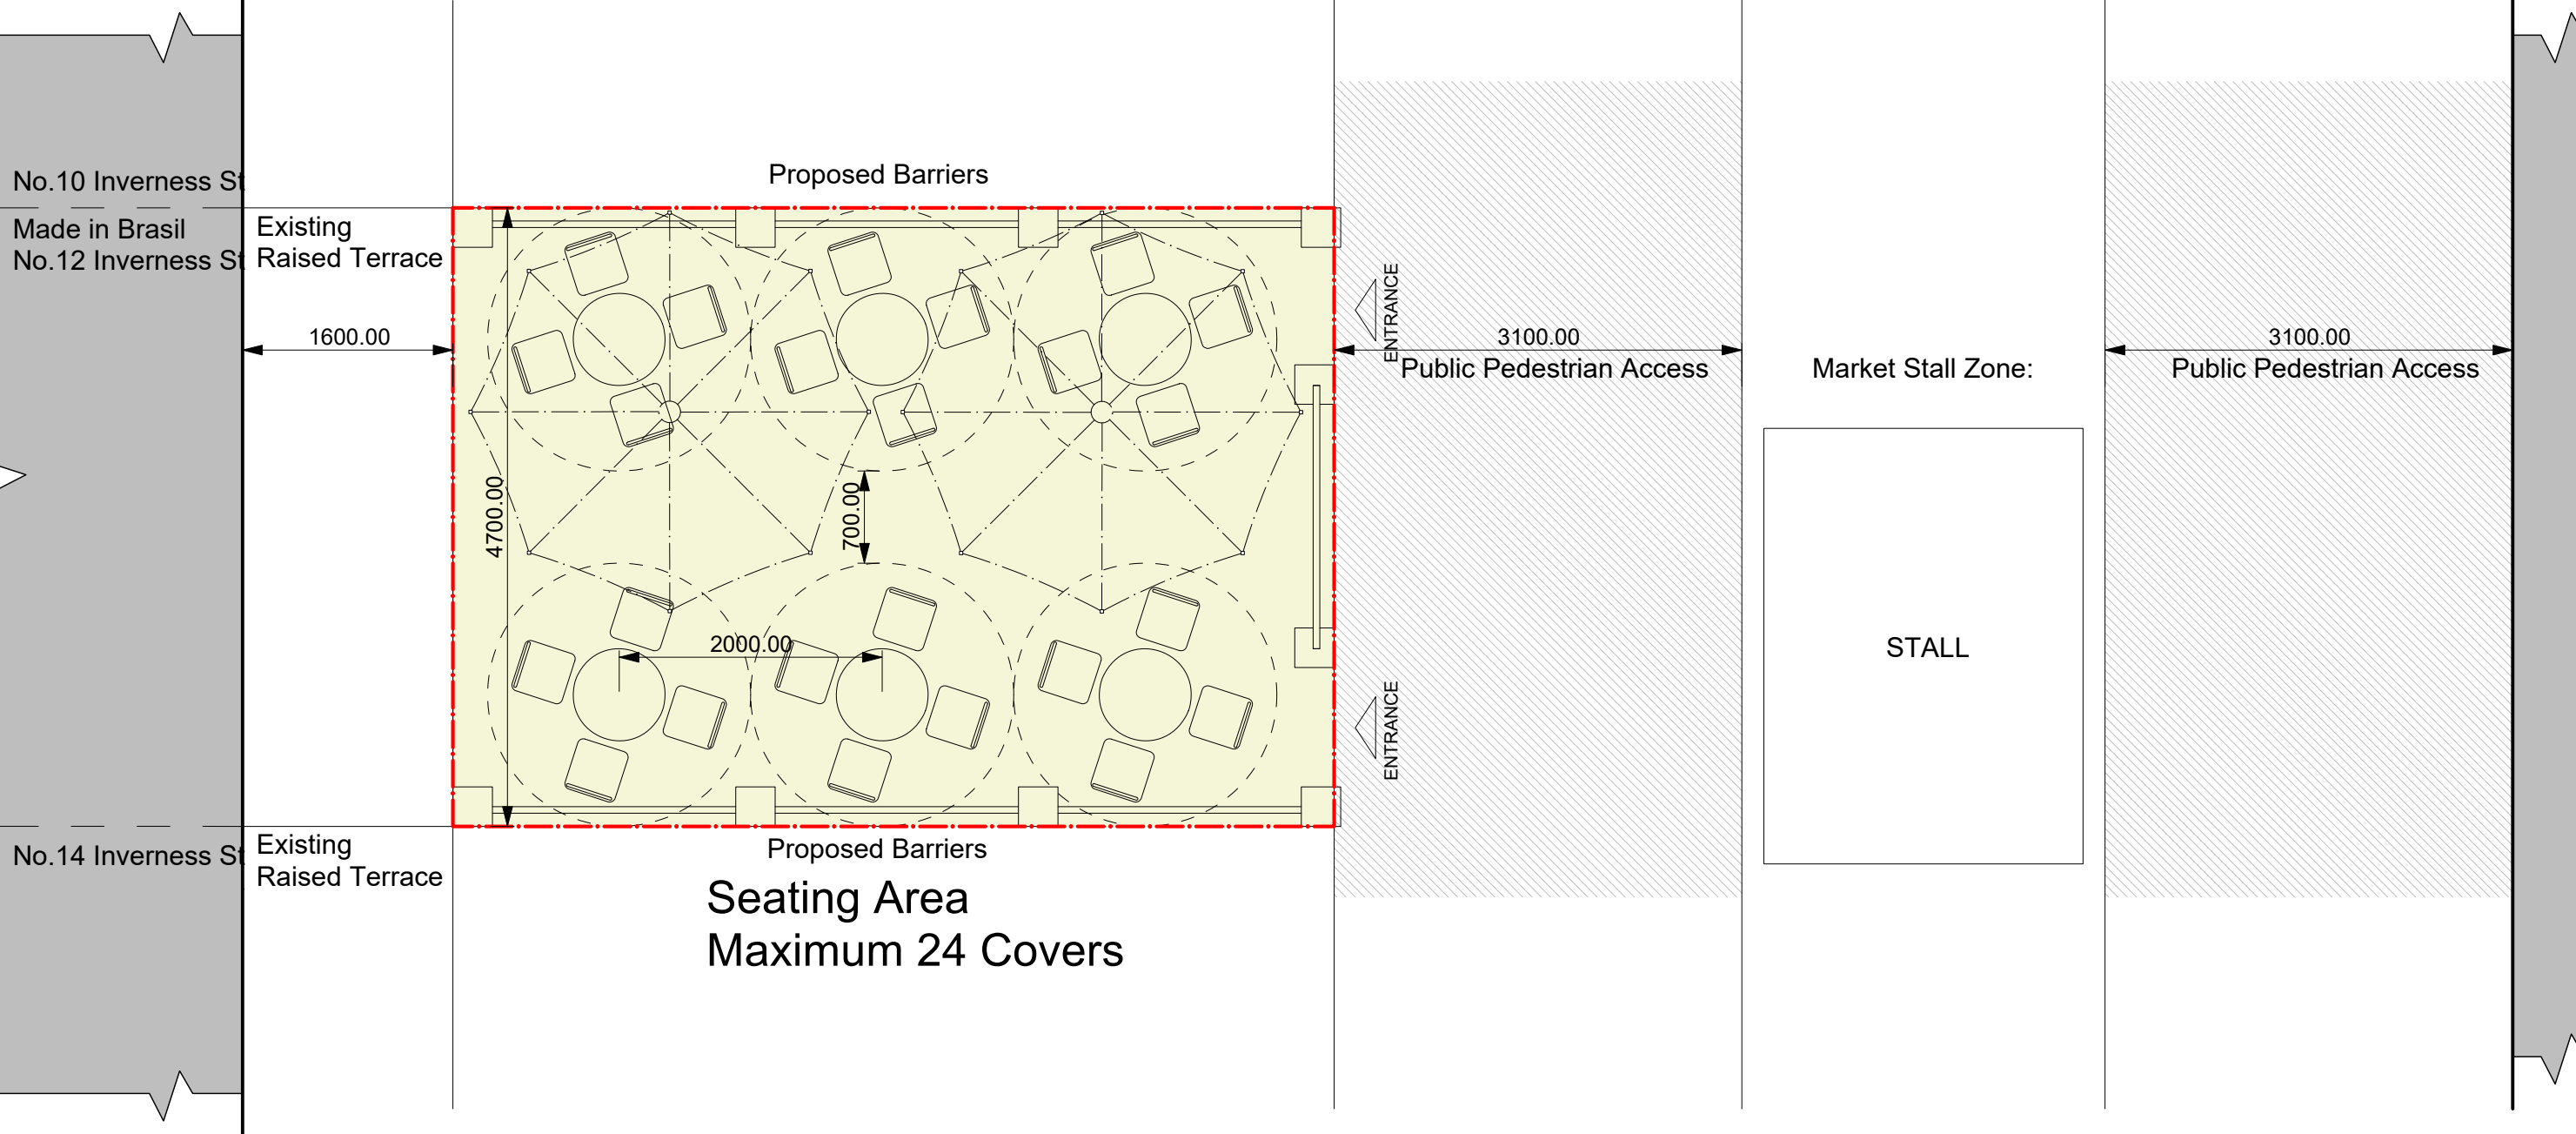 Proposed Barriers
No.10 Inverness St
Made in Brasil
No.12 Inverness St
Existing
Raised Terrace
1600.00
4700.00
700.00
2000.00
ENTRANCE
3100.00
Public Pedestrian Access
Market Stall Zone:
3100.00
Public Pedestrian Access
STALL
ENTRANCE
No.14 Inverness St
Existing
Raised Terrace
Proposed Barriers
Seating Area
Maximum 24 Covers